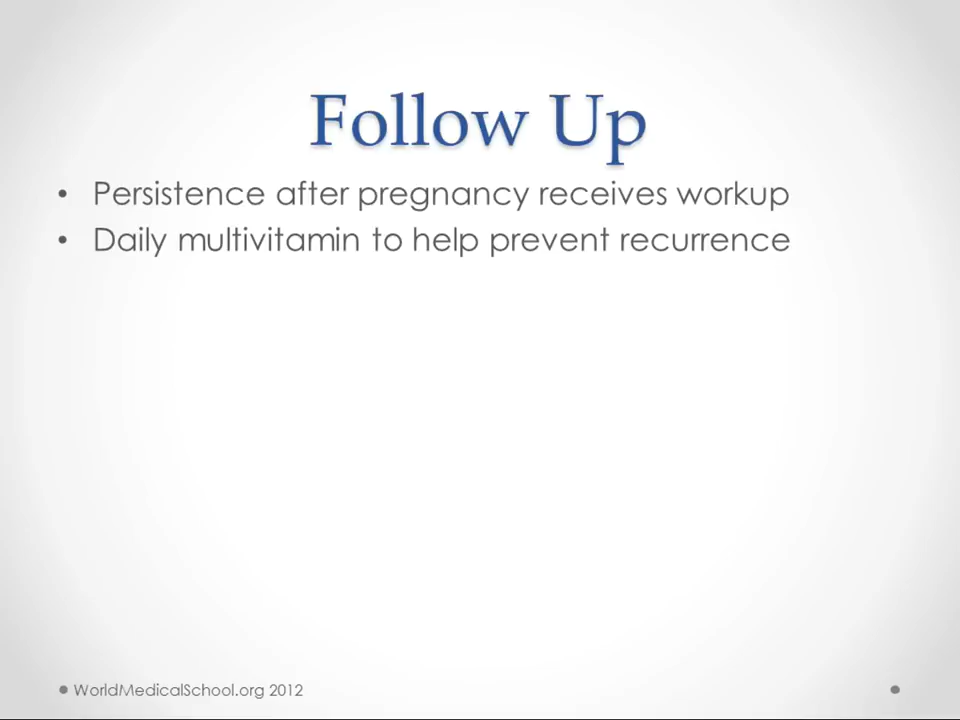 Follow Up
• Persistence after pregnancy receives workup
• Daily multivitamin to help prevent recurrence
WorldMedicalSchool.org 2012